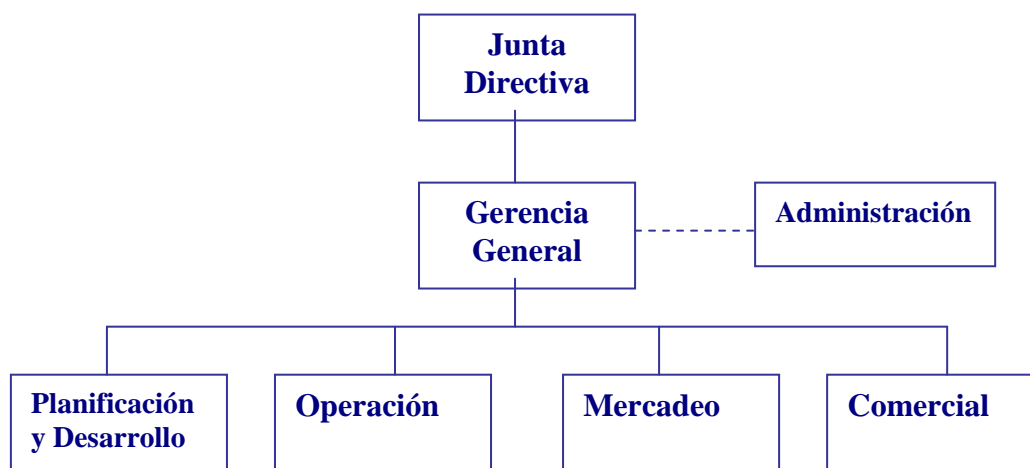 Junta
Directiva
Gerencia
General
Administración
Planificación
y Desarrollo
Operación
Mercadeo
Comercial